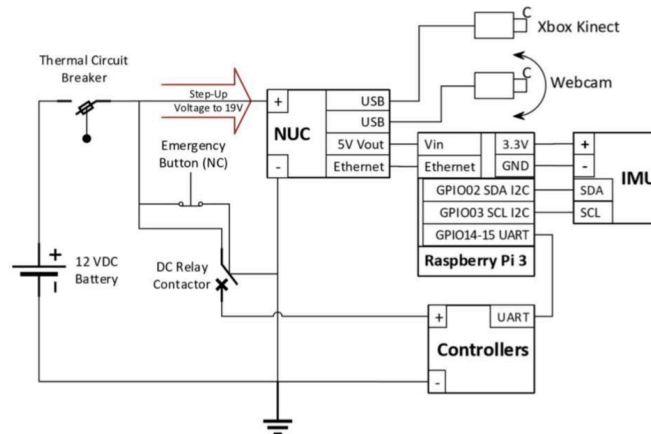 Thermal Circuit
Breaker
Step-Up
Voltage to 19V
+
NUC
-
USB
USB
5V Vout
Ethernet
C
Xbox Kinect
C
Webcam
Vin
Ethernet
3.3V
GND
GPIO02 SDA I2C
GPIO03 SCL I2C
GPIO14-15 UART
Raspberry Pi 3
+
-
IMU
SDA
SCL
Emergency
Button (NC)
+
-
12 VDC
Battery
DC Relay
Contactor
+
UART
Controllers
-